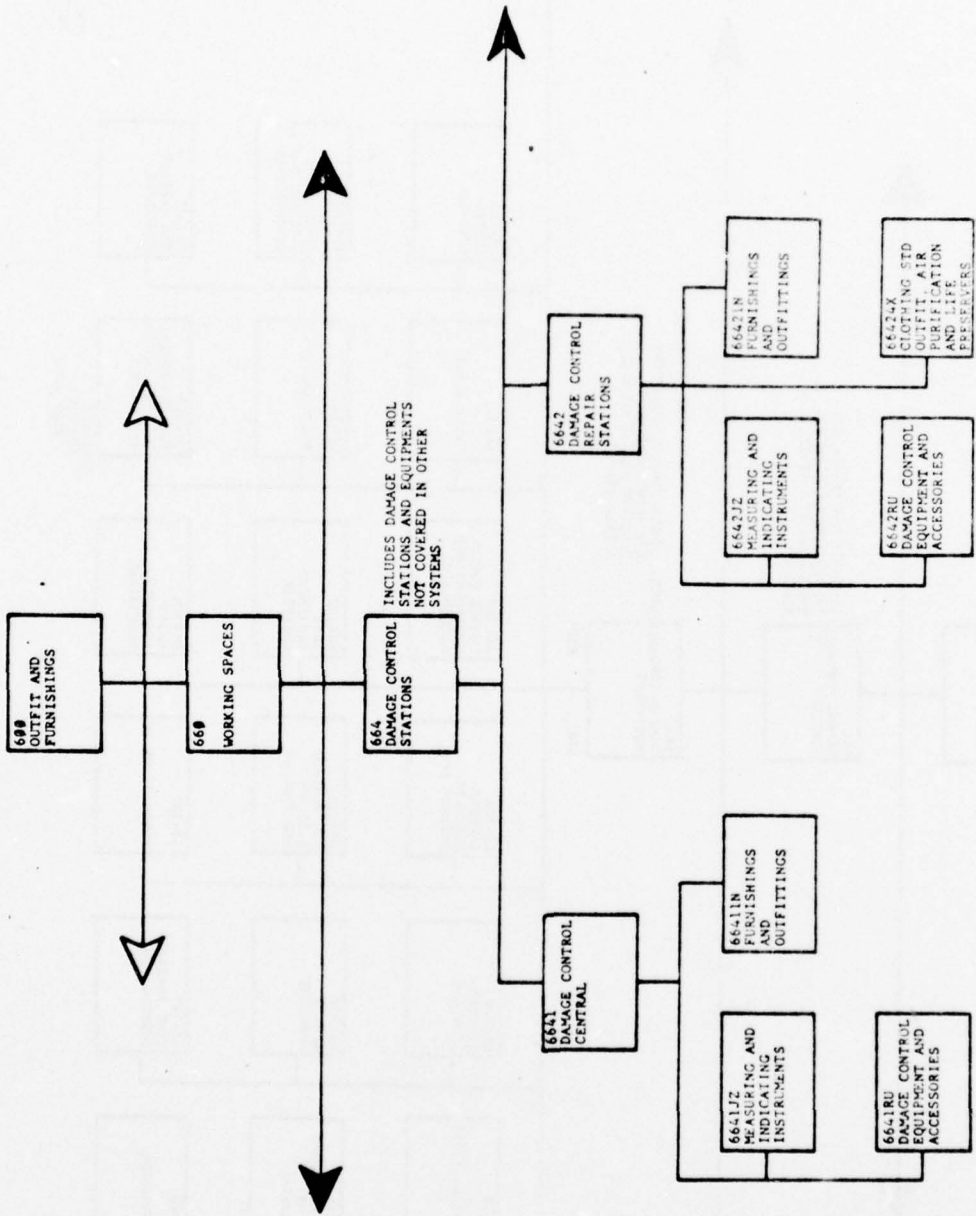 600
OUTFIT AND
FURNISHINGS
660
WORKING SPACES
664
DAMAGE CONTROL
STATIONS
INCLUDES DAMAGE CONTROL
STATIONS AND EQUIPMENTS
NOT COVERED IN OTHER
SYSTEMS.
6641
DAMAGE CONTROL
CENTRAL
6641JZ
MEASURING AND
INDICATING
INSTRUMENTS
66411N
FURNISHINGS
AND
OUTFITTINGS
6641RU
DAMAGE CONTROL
EQUIPMENT AND
ACCESSORIES
6642
DAMAGE CONTROL
REPAIR
STATIONS
6642JZ
MEASURING AND
INDICATING
INSTRUMENTS
66421N
FURNISHINGS
AND
OUTFITTINGS
6642RU
DAMAGE CONTROL
EQUIPMENT AND
ACCESSORIES
66424X
CLOTHING STD
OUTFIT, AIR
PURIFICATION
AND LIFE
PRESERVERS